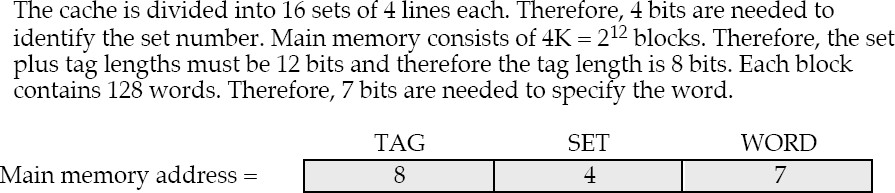 The cache is divided into 16 sets of 4 lines each. Therefore, 4 bits are needed to
identify the set number. Main memory consists of 4K = 2¹² blocks. Therefore, the set
plus tag lengths must be 12 bits and therefore the tag length is 8 bits. Each block
contains 128 words. Therefore, 7 bits are needed to specify the word.
TAG SET WORD
Main memory address = 8 4 7